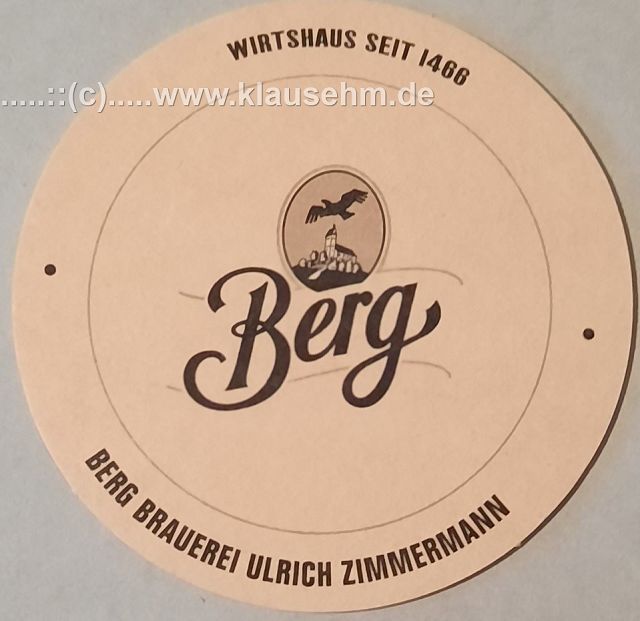 WIRTSHAUS SEIT 1466
.....::(c).....www.klausehm.de
Berg
BERG BRAUEREI ULRICH ZIMMERMANN